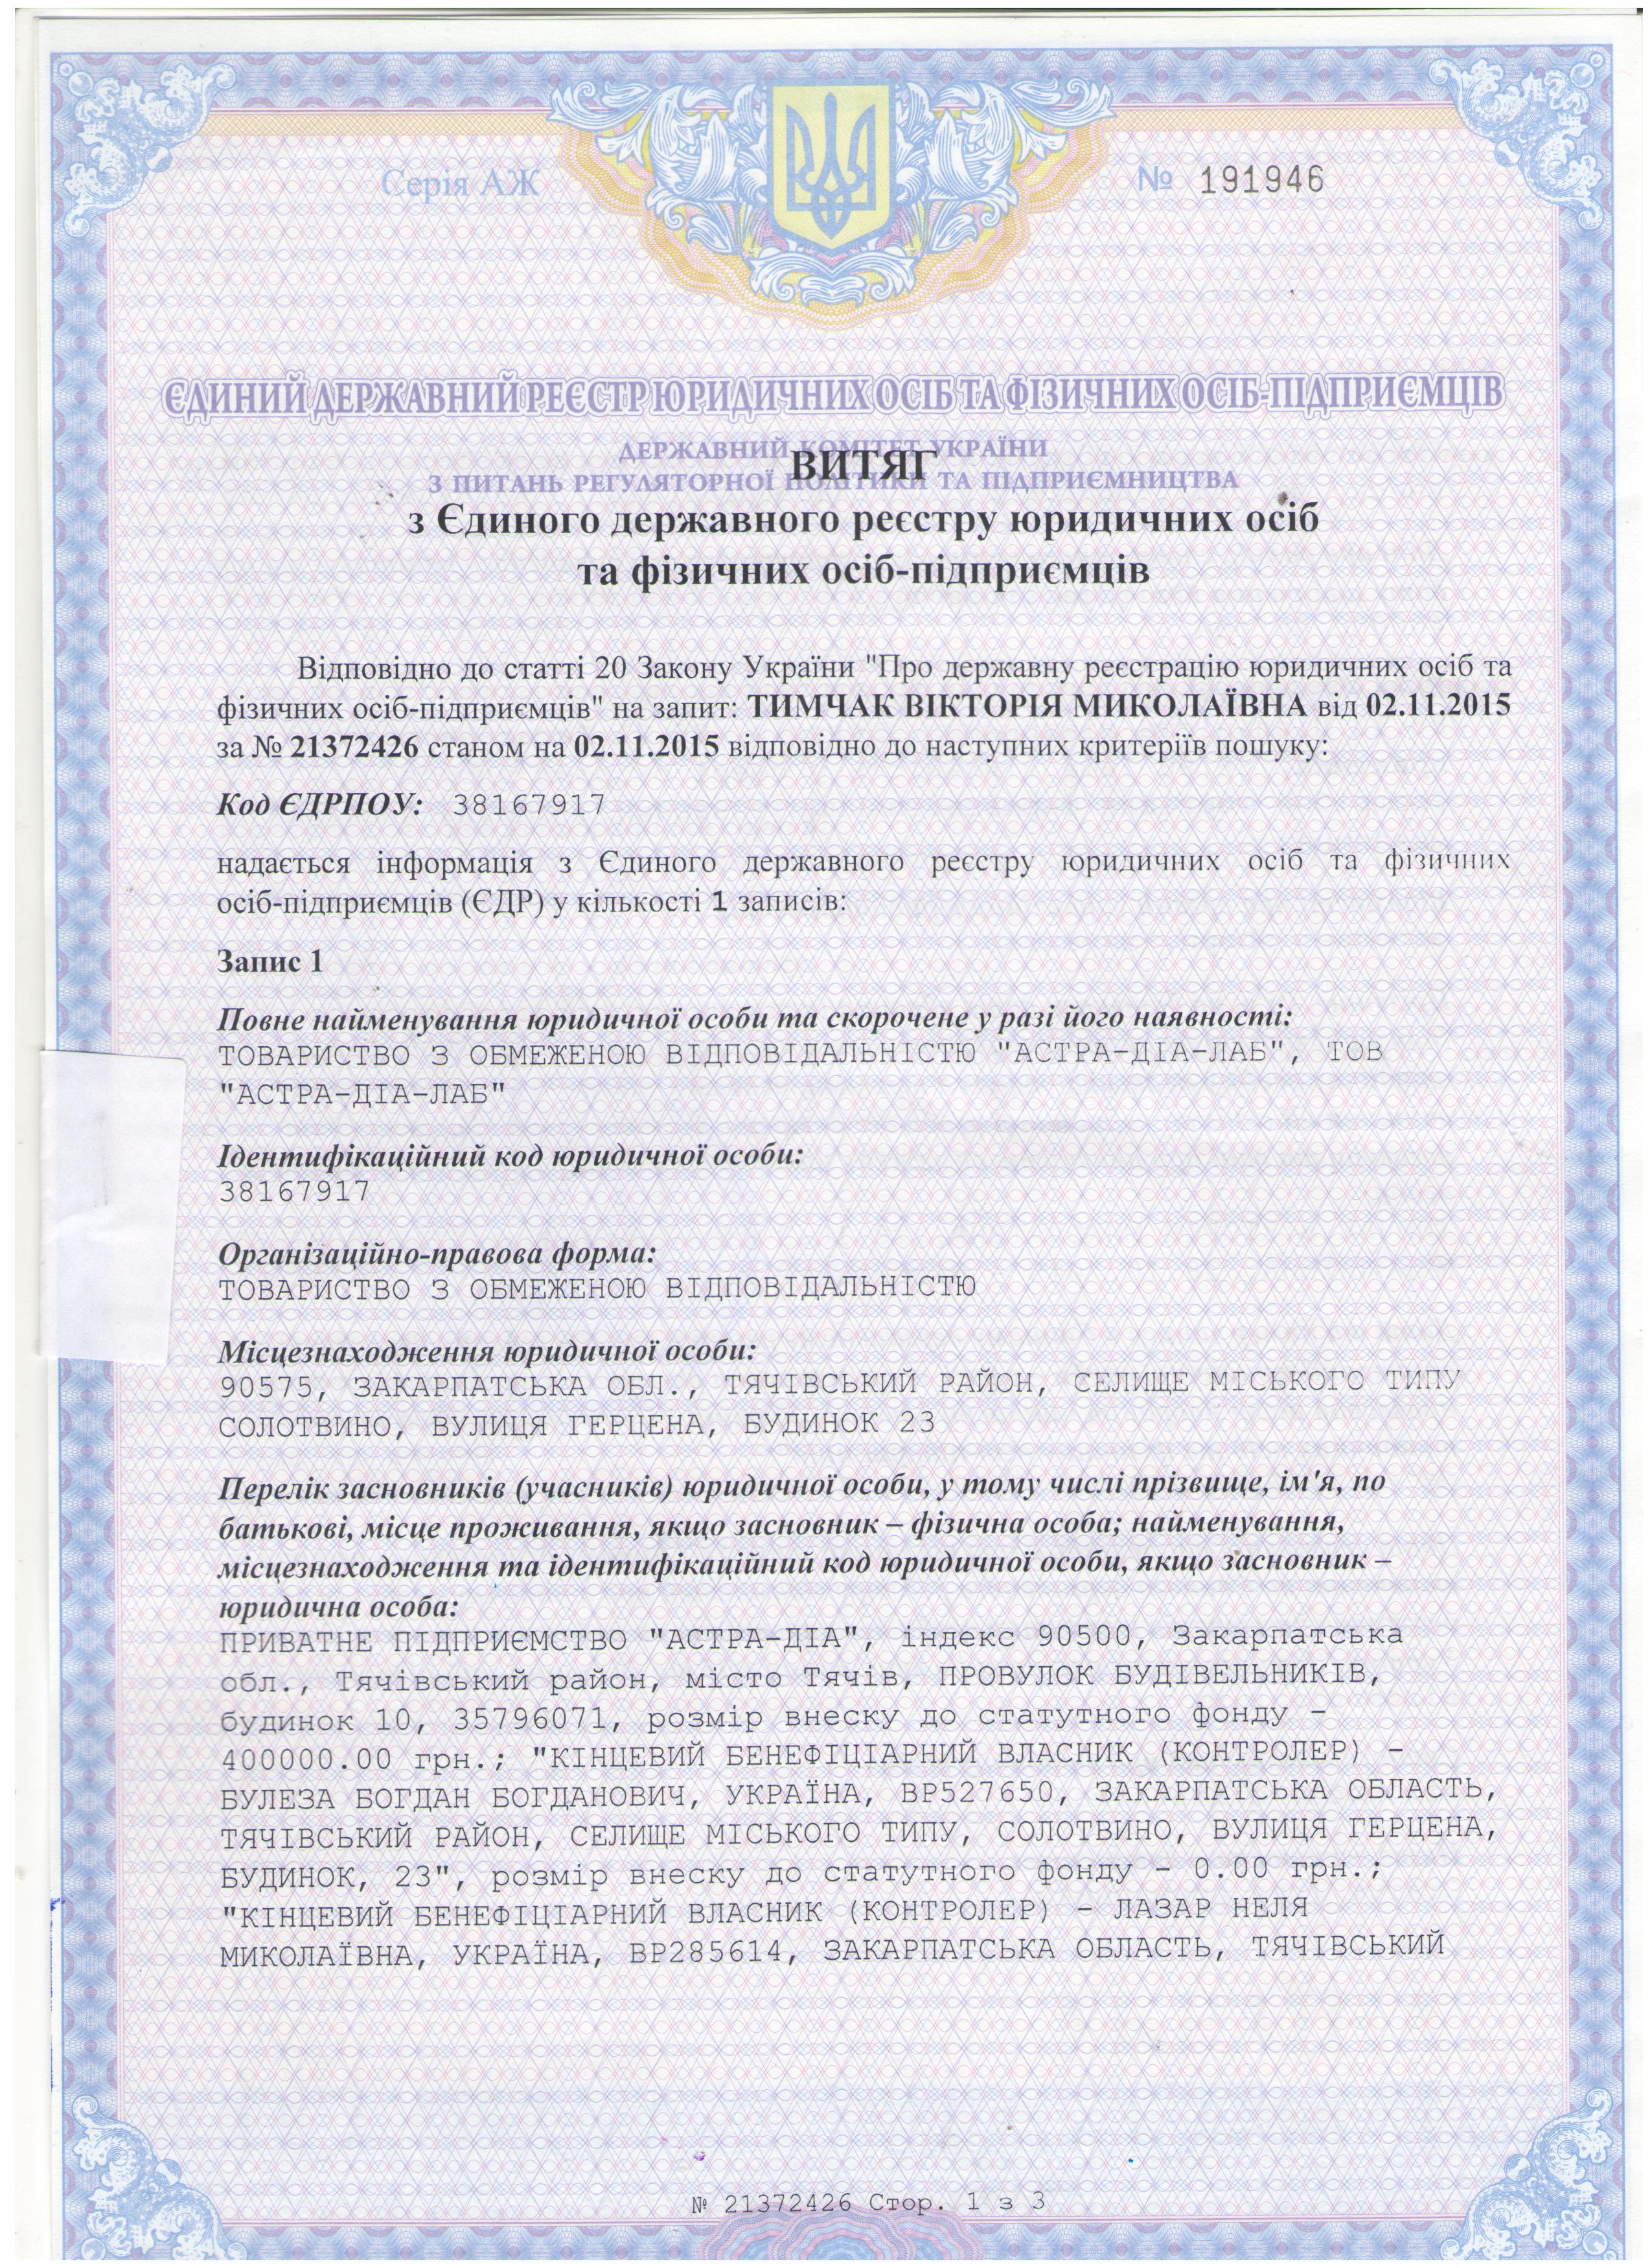 Серія АЖ
№ 191946
ЄДИНИЙ ДЕРЖАВНИЙ РЕЄСТР ЮРИДИЧНИХ ОСІБ ТА ФІЗИЧНИХ ОСІБ-ПІДПРИЄМЦІВ
ДЕРЖАВНИЙ КОМІТЕТ УКРАЇНИ
ВИТЯГ
З ПИТАНЬ РЕГУЛЯТОРНОЇ ПОЛІТИКИ ТА ПІДПРИЄМНИЦТВА
з Єдиного державного реєстру юридичних осіб
та фізичних осіб-підприємців
Відповідно до статті 20 Закону України "Про державну реєстрацію юридичних осіб та
фізичних осіб-підприємців" на запит: ТИМЧАК ВІКТОРІЯ МИКОЛАЇВНА від 02.11.2015
за № 21372426 станом на 02.11.2015 відповідно до наступних критеріїв пошуку:
Код ЄДРПОУ: 38167917
надається інформація з Єдиного державного реєстру юридичних осіб та фізичних
осіб-підприємців (ЄДР) у кількості 1 записів:
Запис 1
Повне найменування юридичної особи та скорочене у разі його наявності:
ТОВАРИСТВО З ОБМЕЖЕНОЮ ВІДПОВІДАЛЬНІСТЮ "АСТРА-ДІА-ЛАБ", ТОВ
"АСТРА-ДІА-ЛАБ"
Ідентифікаційний код юридичної особи:
38167917
Організаційно-правова форма:
ТОВАРИСТВО З ОБМЕЖЕНОЮ ВІДПОВІДАЛЬНІСТЮ
Місцезнаходження юридичної особи:
90575, ЗАКАРПАТСЬКА ОБЛ., ТЯЧІВСЬКИЙ РАЙОН, СЕЛИЩЕ МІСЬКОГО ТИПУ
СОЛОТВИНО, ВУЛИЦЯ ГЕРЦЕНА, БУДИНОК 23
Перелік засновників (учасників) юридичної особи, у тому числі прізвище, ім'я, по
батькові, місце проживання, якщо засновник – фізична особа; найменування,
місцезнаходження та ідентифікаційний код юридичної особи, якщо засновник –
юридична особа:
ПРИВАТНЕ ПІДПРИЄМСТВО "АСТРА-ДІА", індекс 90500, Закарпатська
обл., Тячівський район, місто Тячів, ПРОВУЛОК БУДІВЕЛЬНИКІВ,
будинок 10, 35796071, розмір внеску до статутного фонду -
400000.00 грн.; "КІНЦЕВИЙ БЕНЕФІЦІАРНИЙ ВЛАСНИК (КОНТРОЛЕР) -
БУЛЕЗА БОГДАН БОГДАНОВИЧ, УКРАЇНА, ВР527650, ЗАКАРПАТСЬКА ОБЛАСТЬ,
ТЯЧІВСЬКИЙ РАЙОН, СЕЛИЩЕ МІСЬКОГО ТИПУ, СОЛОТВИНО, ВУЛИЦЯ ГЕРЦЕНА,
БУДИНОК, 23", розмір внеску до статутного фонду - 0.00 грн.;
"КІНЦЕВИЙ БЕНЕФІЦІАРНИЙ ВЛАСНИК (КОНТРОЛЕР) - ЛАЗАР НЕЛЯ
МИКОЛАЇВНА, УКРАЇНА, ВР285614, ЗАКАРПАТСЬКА ОБЛАСТЬ, ТЯЧІВСЬКИЙ
№ 21372426 Стор. 1 з 3